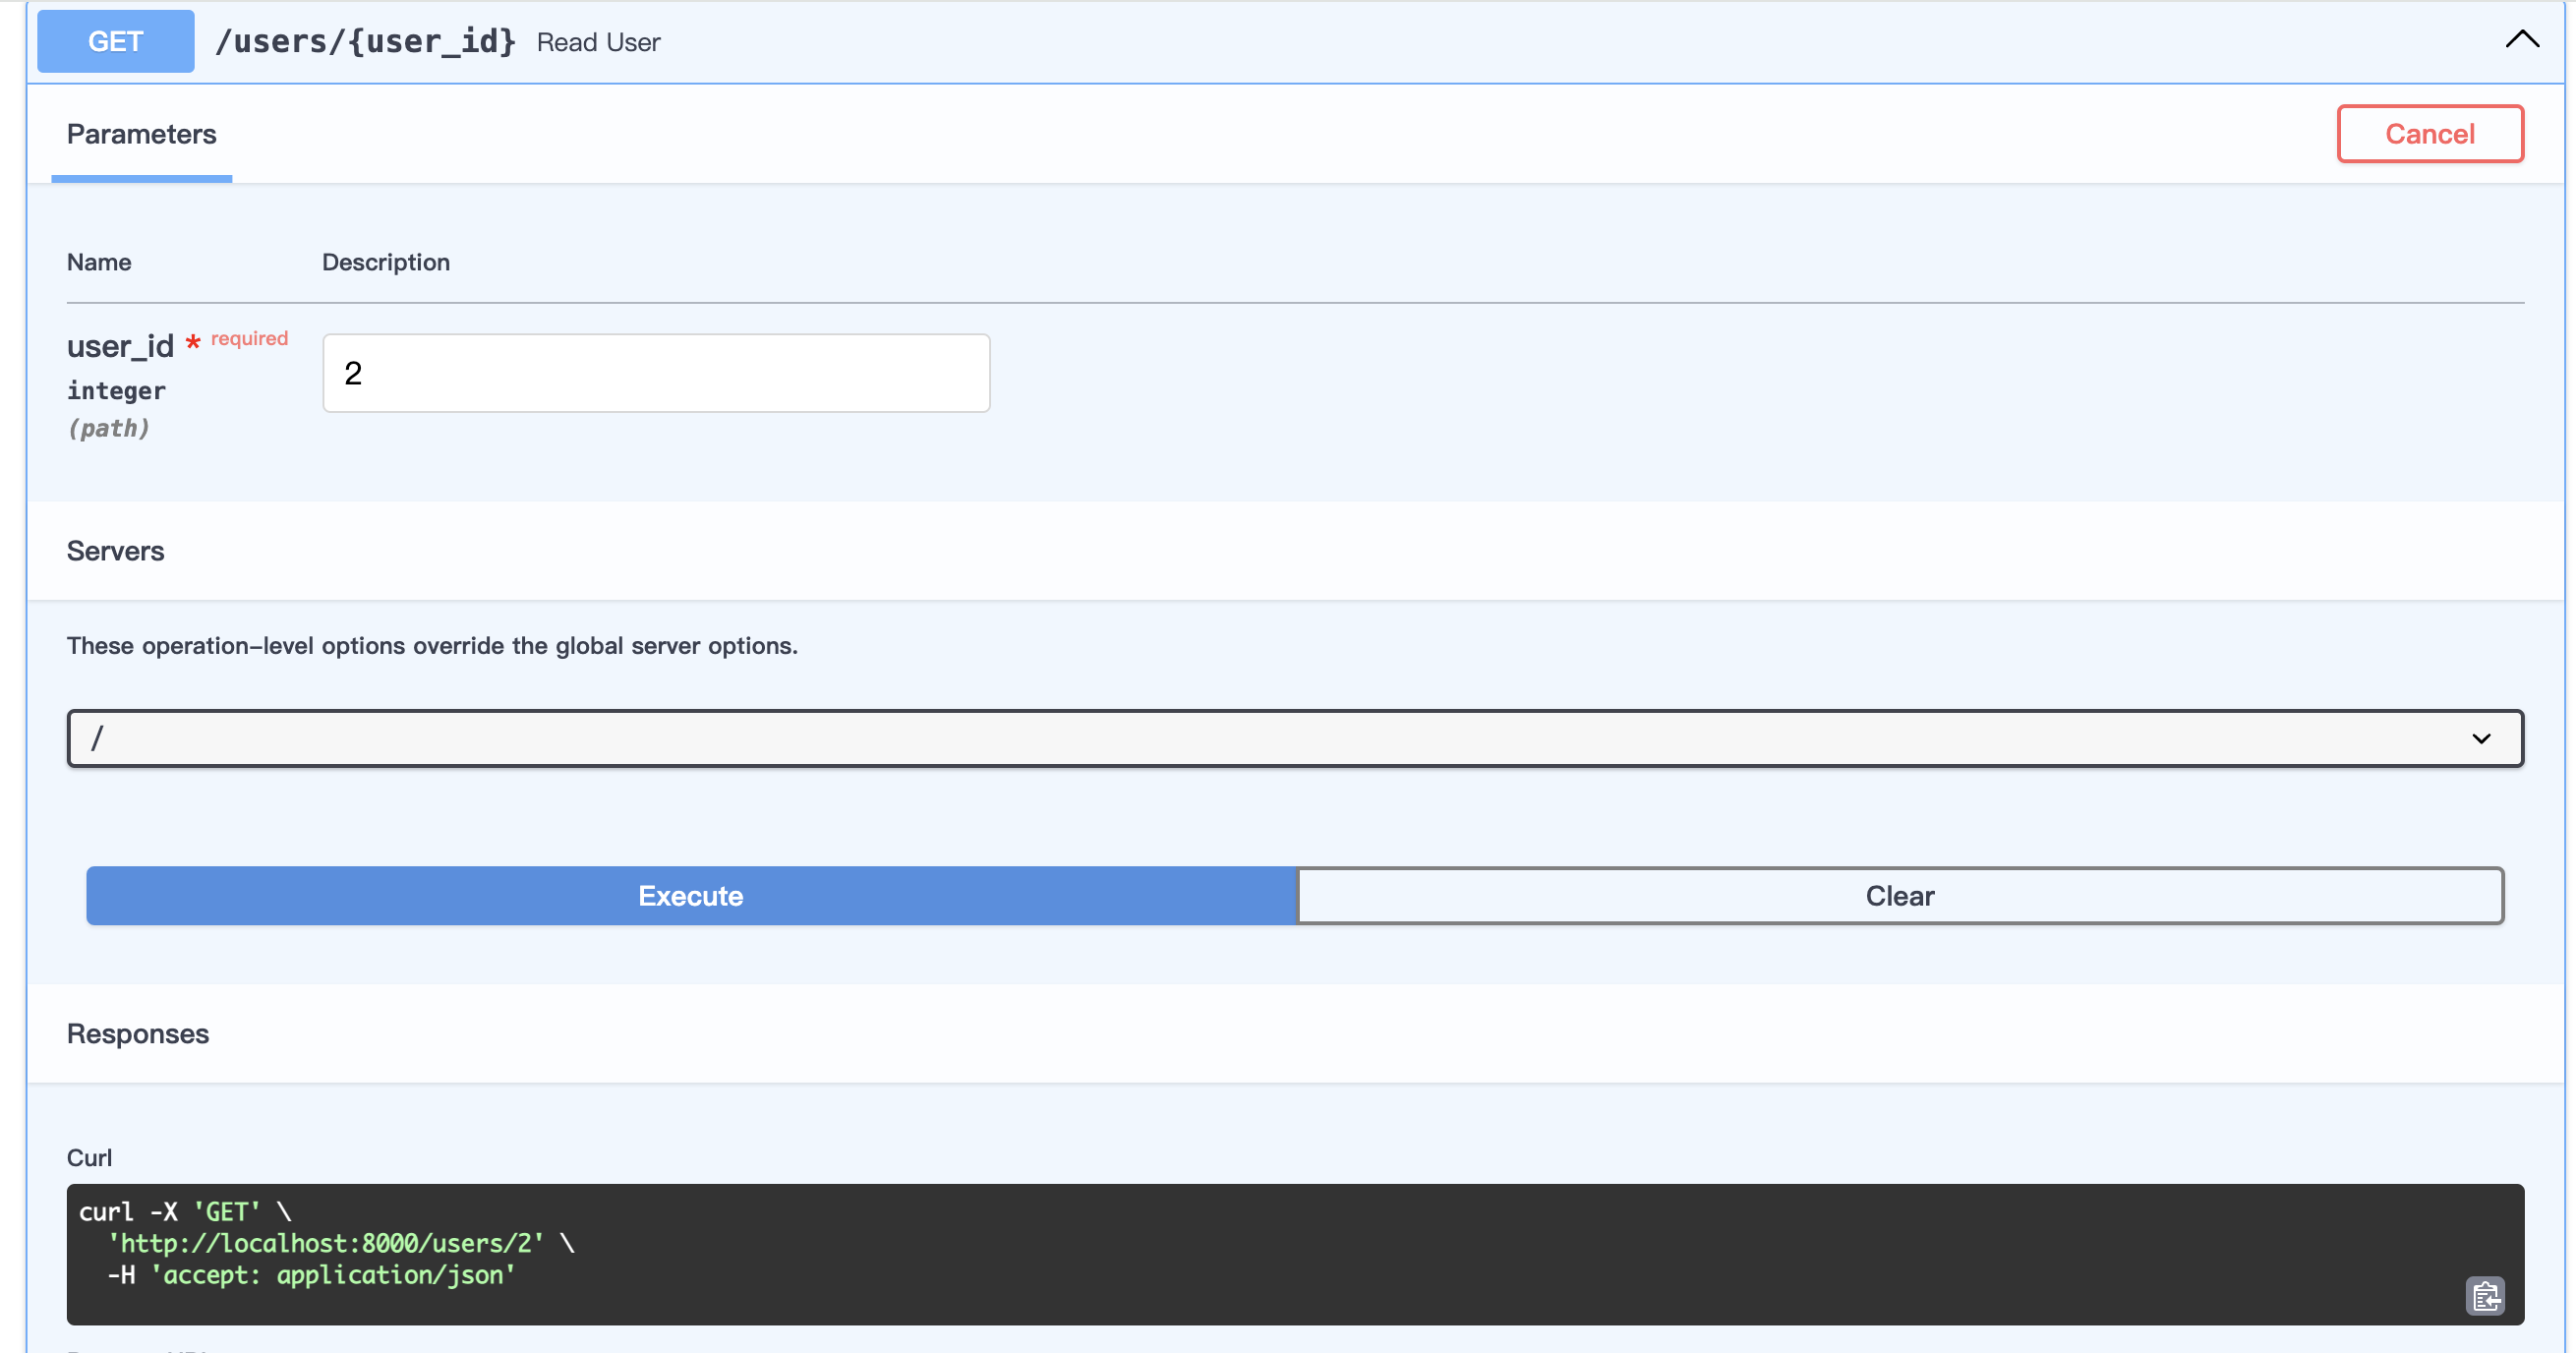 GET /users/{user_id} Read User
Parameters
Cancel
Name Description
user_id * required
integer
(path)
2
Servers
These operation-level options override the global server options.
/
Execute Clear
Responses
Curl
curl -X 'GET' \
  'http://localhost:8000/users/2' \
  -H 'accept: application/json'